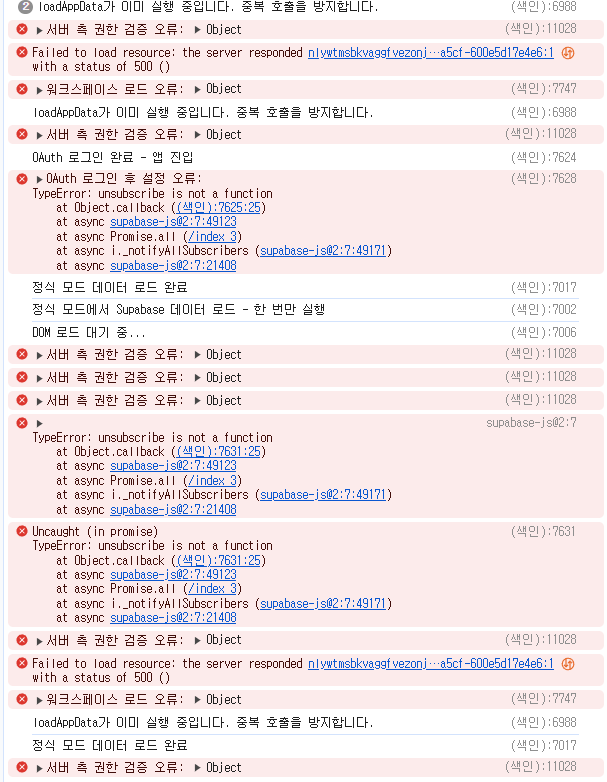 2 loadAppData가 이미 실행 중입니다. 중복 호출을 방지합니다. (색인):6988
▶서버 측 권한 검증 오류: ▶ Object (색인):11028
Failed to load resource: the server responded nlywtmsbkvaggfvezonj…a5cf-600e5d17e4e6:1
with a status of 500 ()
▶워크스페이스 로드 오류: ▶ Object (색인):7747
loadAppData가 이미 실행 중입니다. 중복 호출을 방지합니다. (색인):6988
▶서버 측 권한 검증 오류: ▶ Object (색인):11028
OAuth 로그인 완료 - 앱 진입 (색인):7624
▶OAuth 로그인 후 설정 오류: (색인):7628
TypeError: unsubscribe is not a function
at Object.callback ((색인):7625:25)
at async supabase-js@2:7:49123
at async Promise.all (/index 3)
at async i._notifyAllSubscribers (supabase-js@2:7:49171)
at async supabase-js@2:7:21408
정식 모드 데이터 로드 완료 (색인):7017
정식 모드에서 Supabase 데이터 로드 - 한 번만 실행 (색인):7002
DOM 로드 대기 중... (색인):7006
▶서버 측 권한 검증 오류: ▶ Object (색인):11028
▶서버 측 권한 검증 오류: ▶ Object (색인):11028
▶서버 측 권한 검증 오류: ▶ Object (색인):11028
▶ supabase-js@2:7
TypeError: unsubscribe is not a function
at Object.callback ((색인):7631:25)
at async supabase-js@2:7:49123
at async Promise.all (/index 3)
at async i._notifyAllSubscribers (supabase-js@2:7:49171)
at async supabase-js@2:7:21408
Uncaught (in promise) (색인):7631
TypeError: unsubscribe is not a function
at Object.callback ((색인):7631:25)
at async supabase-js@2:7:49123
at async Promise.all (/index 3)
at async i._notifyAllSubscribers (supabase-js@2:7:49171)
at async supabase-js@2:7:21408
▶서버 측 권한 검증 오류: ▶ Object (색인):11028
Failed to load resource: the server responded nlywtmsbkvaggfvezonj…a5cf-600e5d17e4e6:1
with a status of 500 ()
▶워크스페이스 로드 오류: ▶ Object (색인):7747
loadAppData가 이미 실행 중입니다. 중복 호출을 방지합니다. (색인):6988
정식 모드 데이터 로드 완료 (색인):7017
▶서버 측 권한 검증 오류: ▶ Object (색인):11028